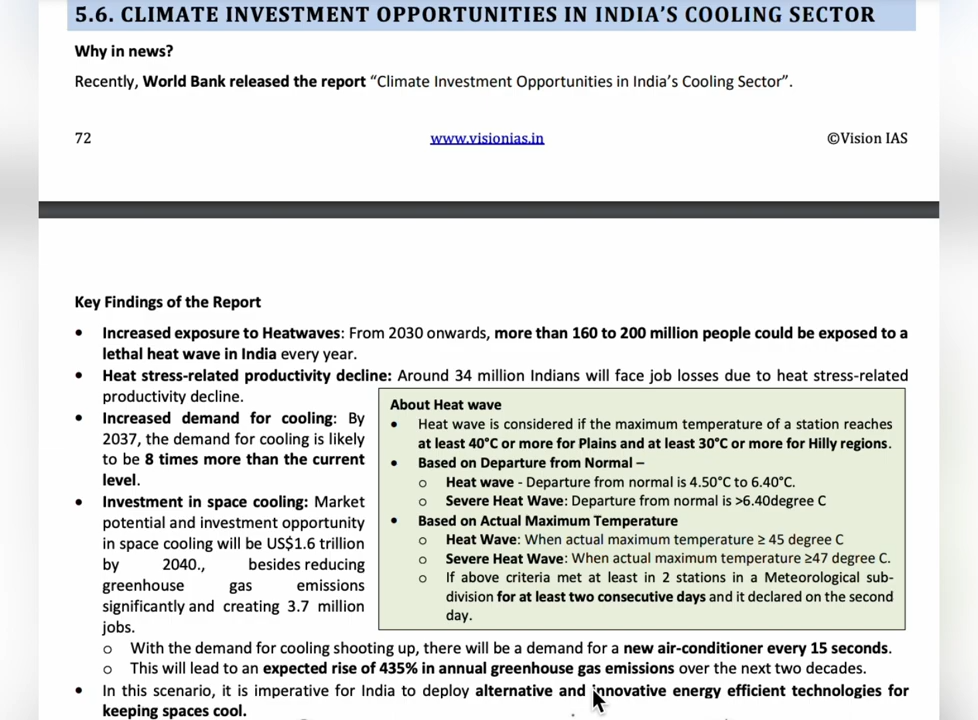 5.6. CLIMATE INVESTMENT OPPORTUNITIES IN INDIA'S COOLING SECTOR
Why in news?
Recently, World Bank released the report “Climate Investment Opportunities in India's Cooling Sector”.
72 www.visionias.in ©Vision IAS
Key Findings of the Report
• Increased exposure to Heatwaves: From 2030 onwards, more than 160 to 200 million people could be exposed to a
lethal heat wave in India every year.
• Heat stress-related productivity decline: Around 34 million Indians will face job losses due to heat stress-related
productivity decline.
• Increased demand for cooling: By
2037, the demand for cooling is likely
to be 8 times more than the current
level.
• Investment in space cooling: Market
potential and investment opportunity
in space cooling will be US$1.6 trillion
by 2040., besides reducing
greenhouse gas emissions
significantly and creating 3.7 million
jobs.
About Heat wave
• Heat wave is considered if the maximum temperature of a station reaches
at least 40°C or more for Plains and at least 30°C or more for Hilly regions.
• Based on Departure from Normal –
o Heat wave - Departure from normal is 4.50°C to 6.40°C.
o Severe Heat Wave: Departure from normal is >6.40degree C
• Based on Actual Maximum Temperature
o Heat Wave: When actual maximum temperature ≥ 45 degree C
o Severe Heat Wave: When actual maximum temperature ≥47 degree C.
o If above criteria met at least in 2 stations in a Meteorological sub-
division for at least two consecutive days and it declared on the second
day.
o With the demand for cooling shooting up, there will be a demand for a new air-conditioner every 15 seconds.
o This will lead to an expected rise of 435% in annual greenhouse gas emissions over the next two decades.
• In this scenario, it is imperative for India to deploy alternative and innovative energy efficient technologies for
keeping spaces cool.